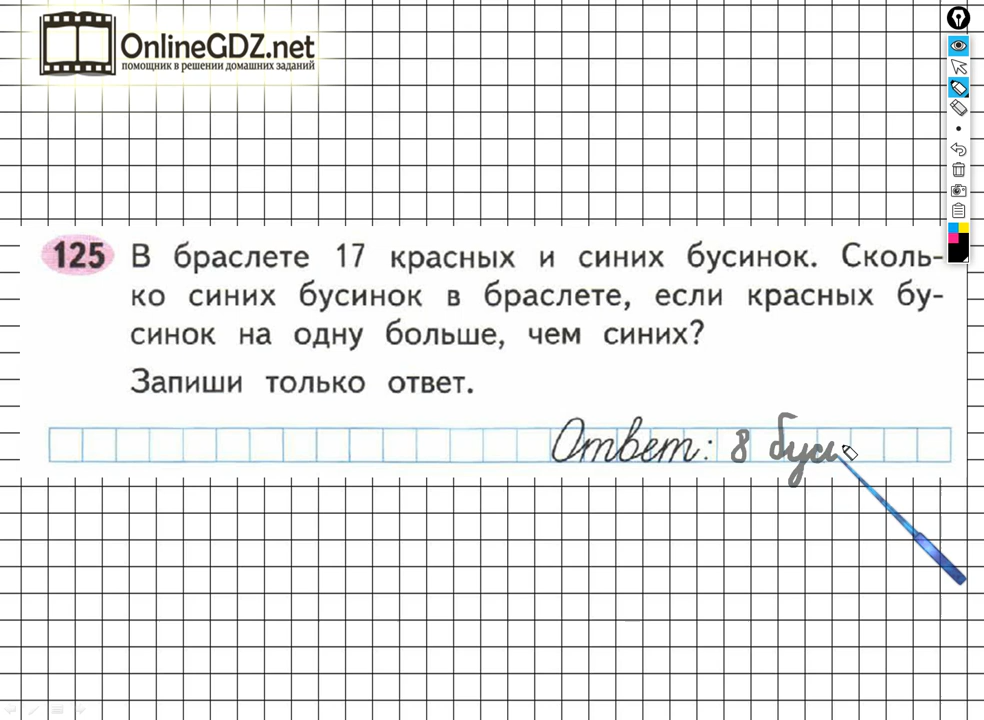 OnlineGDZ.net
помощник в решении домашних заданий
125 В браслете 17 красных и синих бусинок. Сколь-
ко синих бусинок в браслете, если красных бу-
синок на одну больше, чем синих?
Запиши только ответ.
Ответ: 8 буси